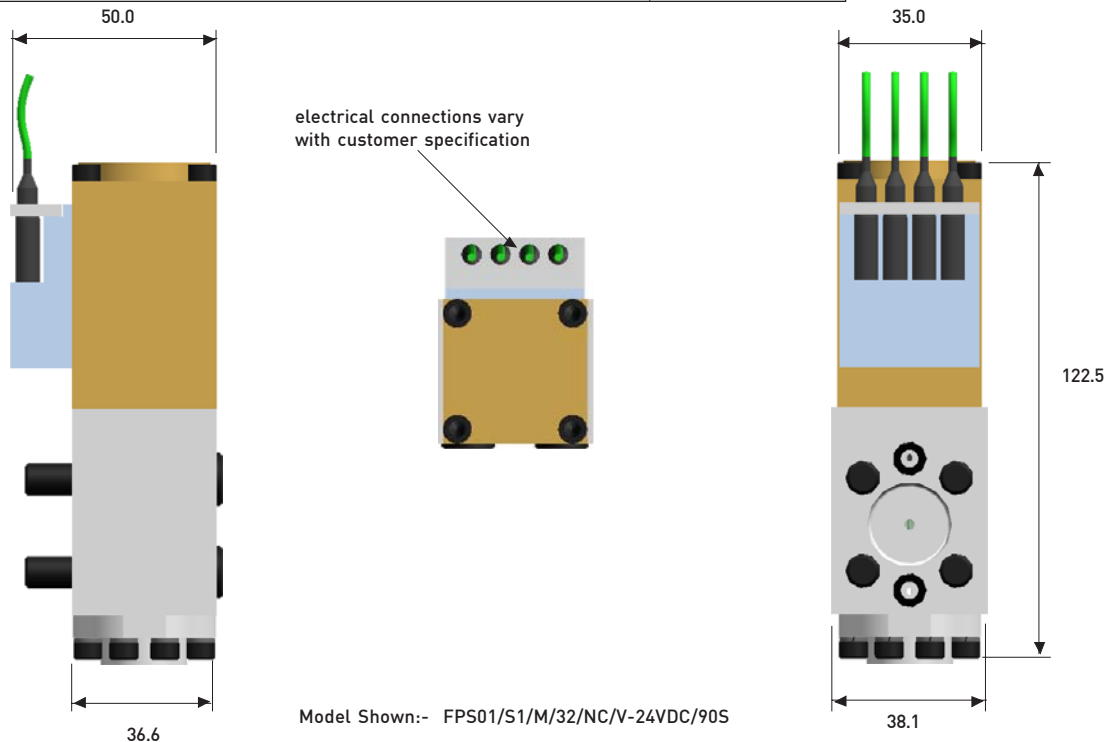 50.0
35.0
electrical connections vary
with customer specification
122.5
36.6
Model Shown:- FPS01/S1/M/32/NC/V-24VDC/90S
38.1